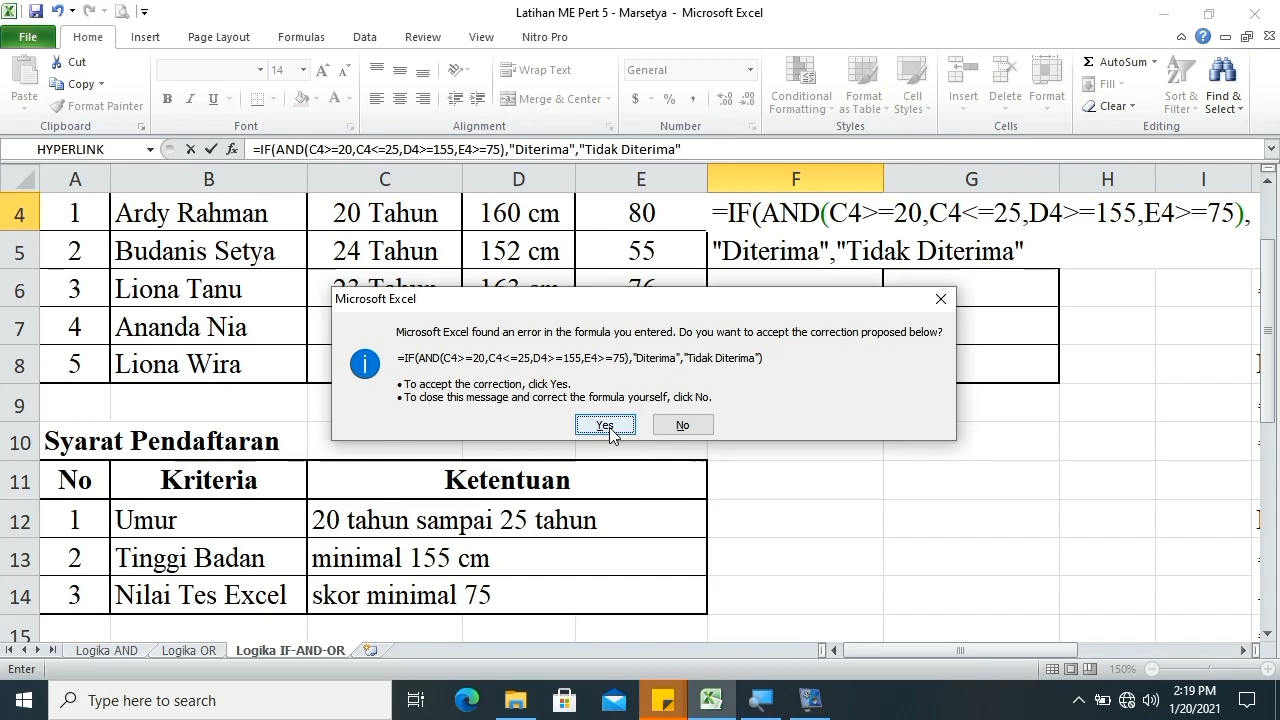 Latihan ME Pert 5 - Marsetya - Microsoft Excel
File Home Insert Page Layout Formulas Data Review View Nitro Pro
Paste
Cut
Copy
Format Painter
Clipboard
14
B I U
Font
Wrap Text
Merge & Center
Alignment
General
$ % ,
Number
Conditional Formatting
Format as Table
Cell Styles
Styles
Insert Delete Format
Cells
Σ AutoSum
Fill
Clear
Sort & Filter
Find & Select
Editing
HYPERLINK
fx
=IF(AND(C4>=20,C4<=25,D4>=155,E4>=75),"Diterima","Tidak Diterima"
A B C D E F G H I
4 1 Ardy Rahman 20 Tahun 160 cm 80 =IF(AND(C4>=20,C4<=25,D4>=155,E4>=75),
5 2 Budanis Setya 24 Tahun 152 cm 55 "Diterima","Tidak Diterima"
6 3 Liona Tanu 23 Tahun 163 cm 76
7 4 Ananda Nia
8 5 Liona Wira
9
10 Syarat Pendaftaran
11 No Kriteria Ketentuan
12 1 Umur 20 tahun sampai 25 tahun
13 2 Tinggi Badan minimal 155 cm
14 3 Nilai Tes Excel skor minimal 75
15
Microsoft Excel
Microsoft Excel found an error in the formula you entered. Do you want to accept the correction proposed below?
=IF(AND(C4>=20,C4<=25,D4>=155,E4>=75),"Diterima","Tidak Diterima")
• To accept the correction, click Yes.
• To close this message and correct the formula yourself, click No.
Yes No
Logika AND Logika OR Logika IF-AND-OR
Enter
150%
Type here to search
2:19 PM
1/20/2021